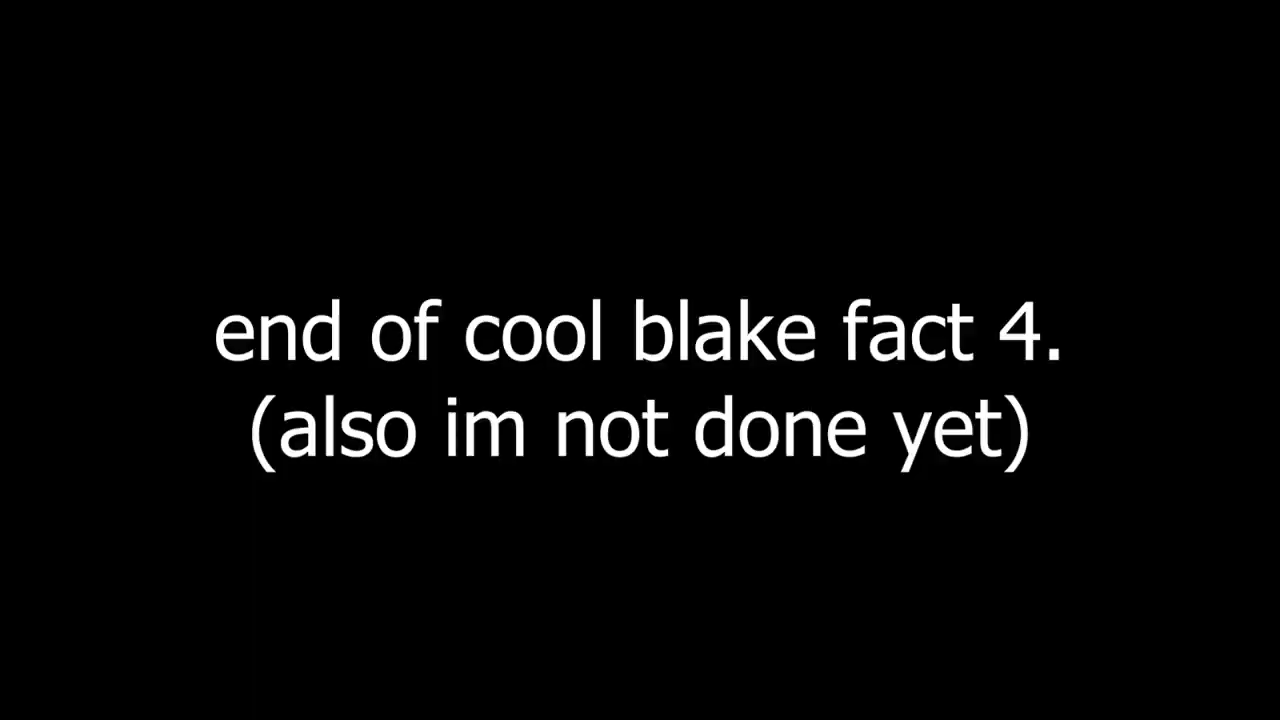 end of cool blake fact 4.
(also im not done yet)